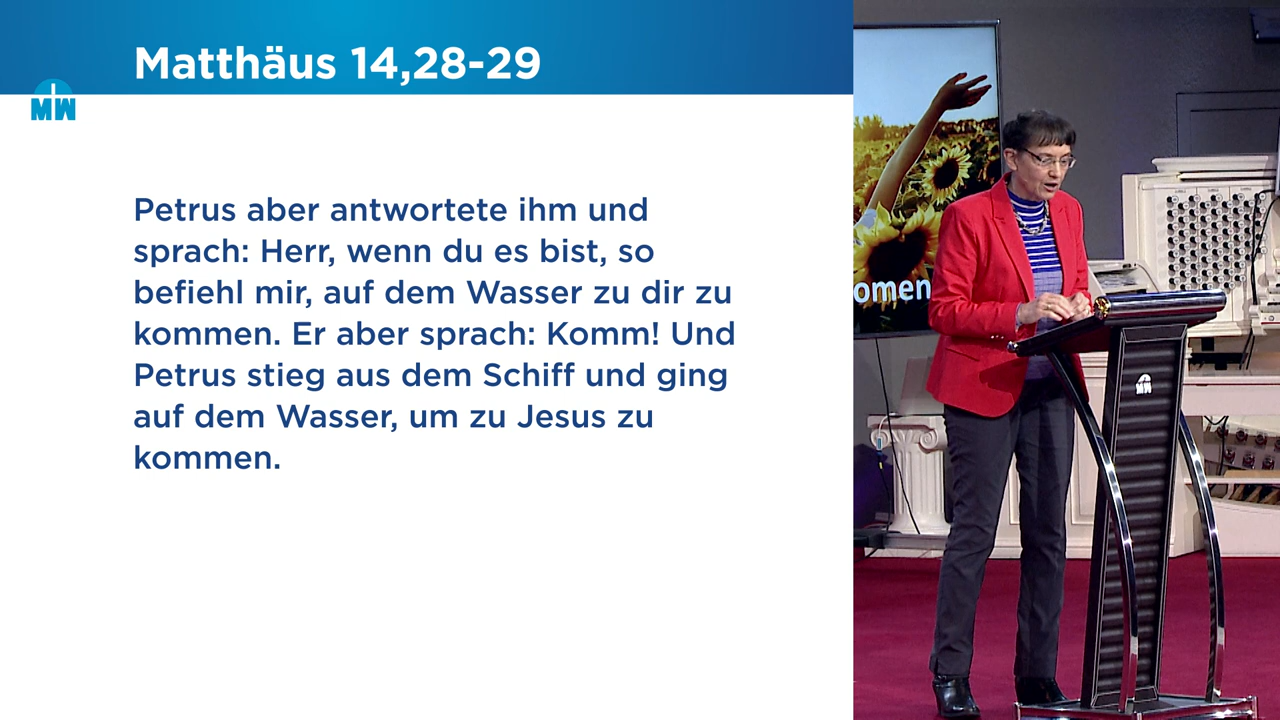 Matthäus 14,28-29
MW
Petrus aber antwortete ihm und
sprach: Herr, wenn du es bist, so
befiehl mir, auf dem Wasser zu dir zu
kommen. Er aber sprach: Komm! Und
Petrus stieg aus dem Schiff und ging
auf dem Wasser, um zu Jesus zu
kommen.
omen
MW